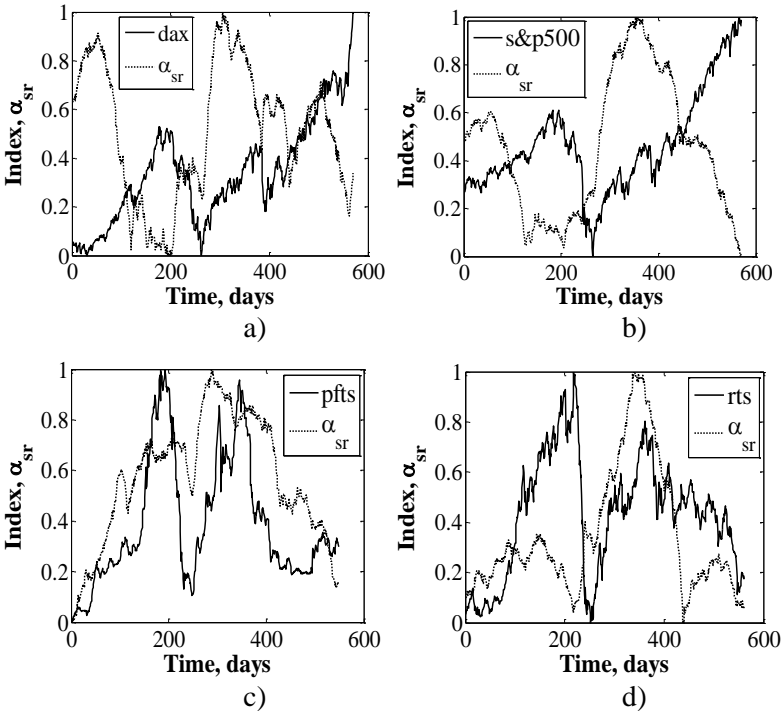 1
0.8
0.6
0.4
0.2
0
0
200
400
600
Index, αsr
Time, days
dax
αsr
a)
1
0.8
0.6
0.4
0.2
0
0
200
400
600
Index, αsr
Time, days
s&p500
αsr
b)
1
0.8
0.6
0.4
0.2
0
0
200
400
600
Index, αsr
Time, days
pfts
αsr
c)
1
0.8
0.6
0.4
0.2
0
0
200
400
600
Index, αsr
Time, days
rts
αsr
d)